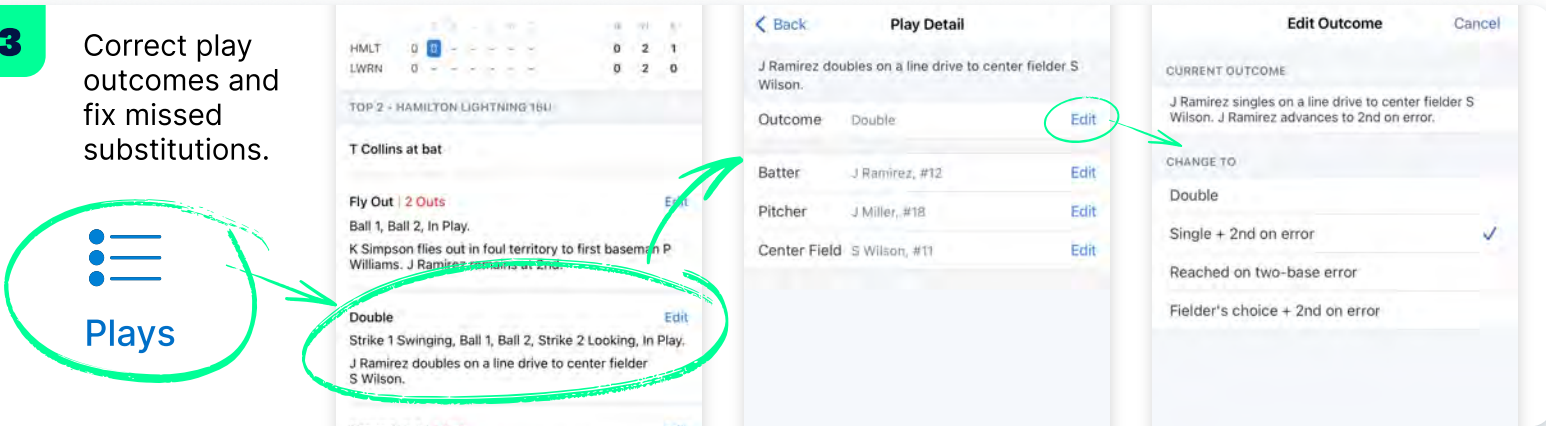 3
Correct play
outcomes and
fix missed
substitutions.
Plays
HMLT 0 0 - - - - - 0 2 1
LWRN 0 - - - - - - 0 2 0
TOP 2 - HAMILTON LIGHTNING 16U
T Collins at bat
Fly Out | 2 Outs Edit
Ball 1, Ball 2, In Play.
K Simpson flies out in foul territory to first baseman P
Williams. J Ramirez remains at 2nd.
Double Edit
Strike 1 Swinging, Ball 1, Ball 2, Strike 2 Looking, In Play.
J Ramirez doubles on a line drive to center fielder
S Wilson.
Back Play Detail
J Ramirez doubles on a line drive to center fielder S
Wilson.
Outcome Double Edit
Batter J Ramirez, #12 Edit
Pitcher J Miller, #18 Edit
Center Field S Wilson, #11 Edit
Edit Outcome Cancel
CURRENT OUTCOME
J Ramirez singles on a line drive to center fielder S
Wilson. J Ramirez advances to 2nd on error.
CHANGE TO
Double
Single + 2nd on error
Reached on two-base error
Fielder's choice + 2nd on error